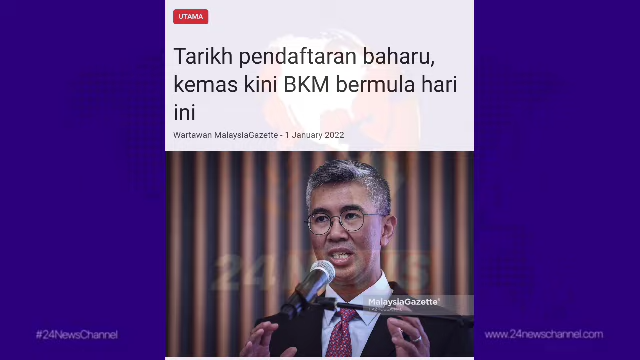 UTAMA
Tarikh pendaftaran baharu,
kemas kini BKM bermula hari
ini
Wartawan MalaysiaGazette - 1 January 2022
24NEWS
MalaysiaGazette
#24NewsChannel
www.24newschannel.com